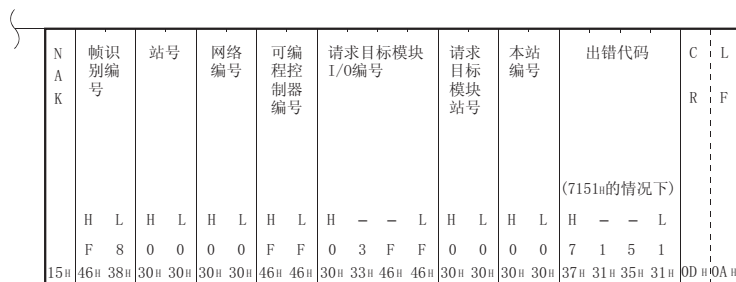 N 帧识 站号 网络 可编 请求目标模块 请求 本站 出错代码 C L
A 别编 编号 程控 I/O编号 目标 编号
K 号 制器 模块 R F
编号 站号
(7151H的情况下)
H L H L H L H L H − − L H L H L H − − L
F 8 0 0 0 0 F F 0 3 F F 0 0 0 0 7 1 5 1
15H 46H 38H 30H 30H 30H 30H 46H 46H 30H 33H 46H 46H 30H 30H 30H 30H 37H 31H 35H 31H 0D H 0A H